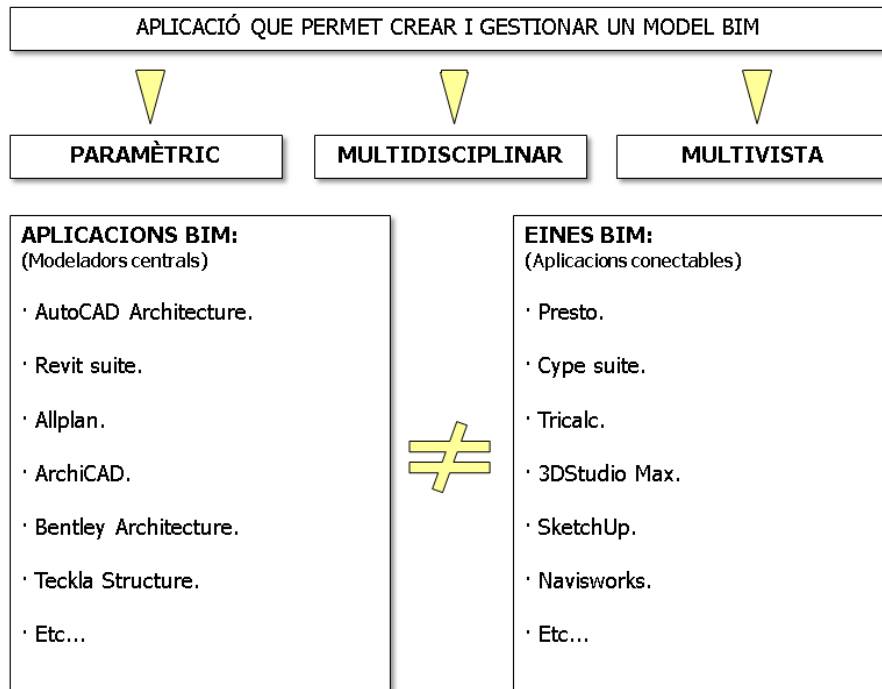 APLICACIÓ QUE PERMET CREAR I GESTIONAR UN MODEL BIM
PARAMÈTRIC
MULTIDISCIPLINAR
MULTIVISTA
APLICACIONS BIM:
(Modeladors centrals)
· AutoCAD Architecture.
· Revit suite.
· Allplan.
· ArchiCAD.
· Bentley Architecture.
· Teckla Structure.
· Etc...
≠
EINES BIM:
(Aplicacions conectables)
· Presto.
· Cype suite.
· Tricalc.
· 3DStudio Max.
· SketchUp.
· Navisworks.
· Etc...